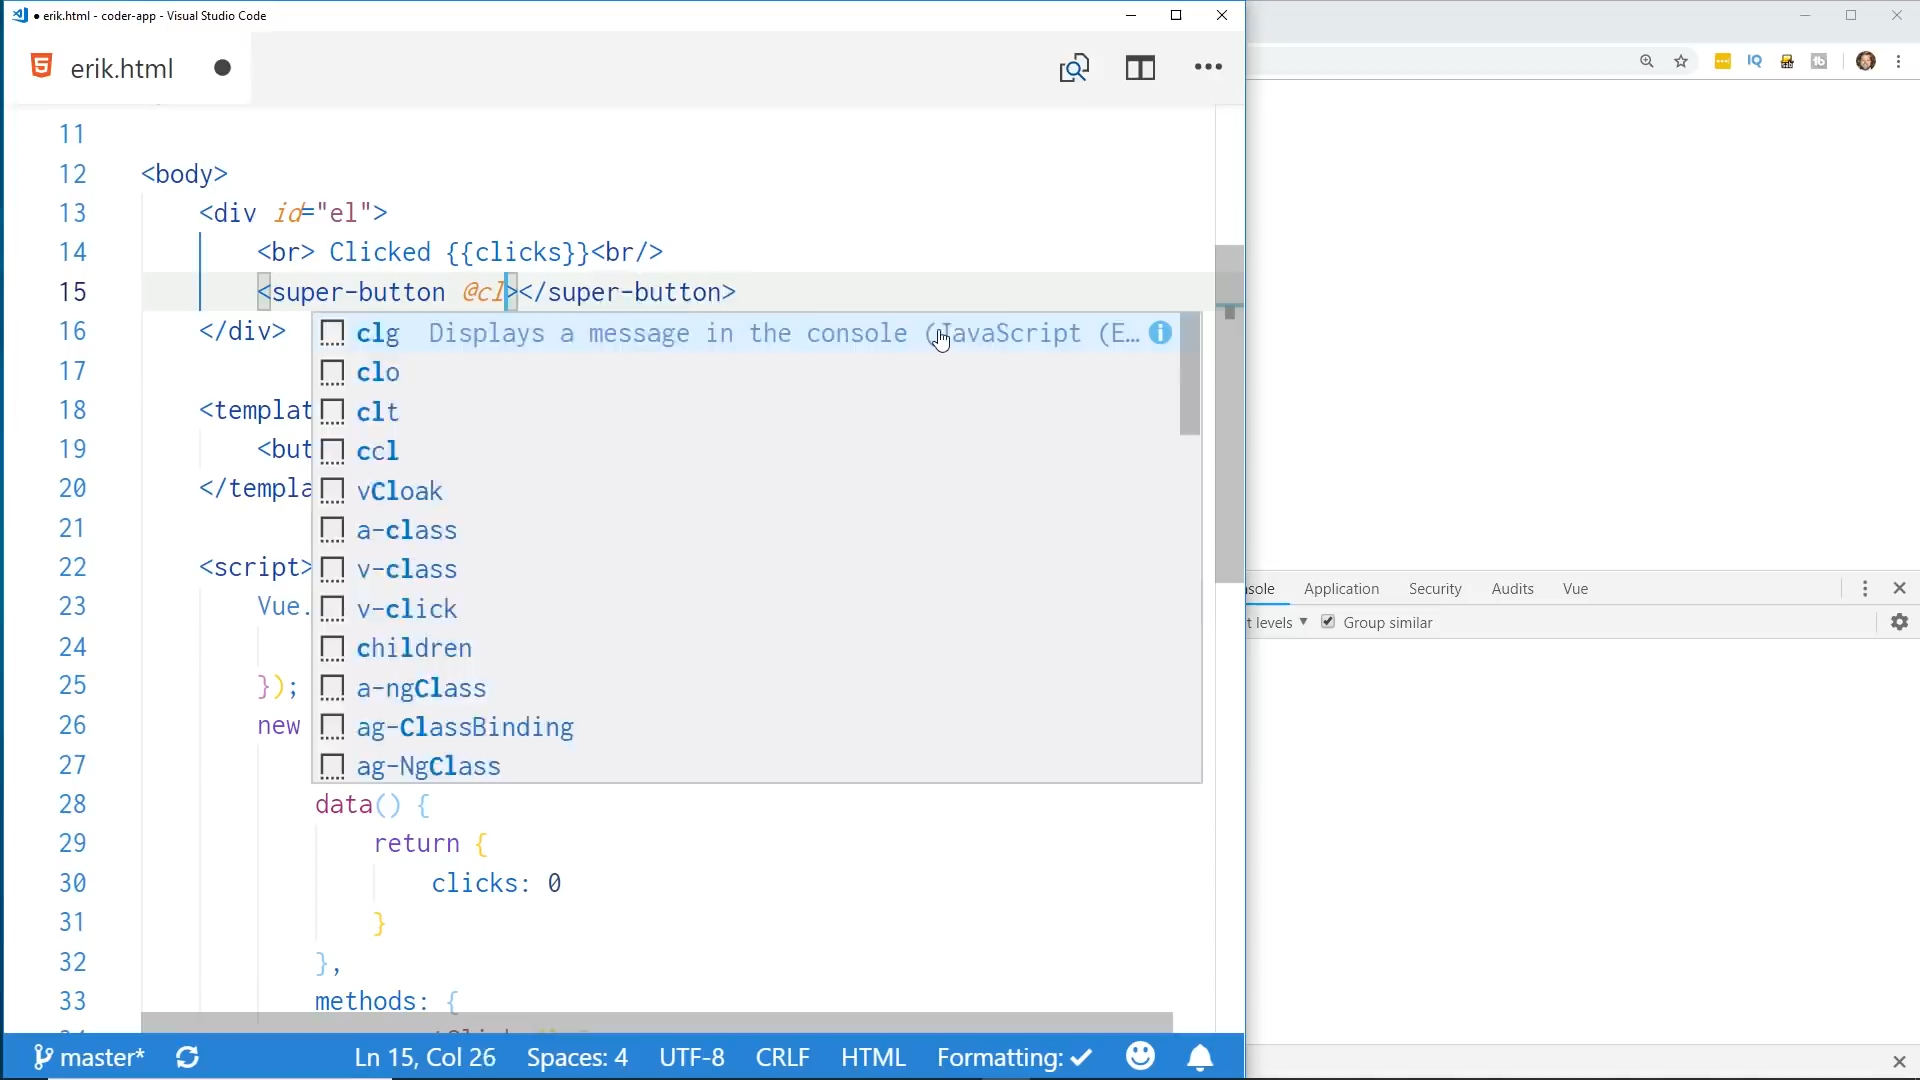 erik.html - coder-app - Visual Studio Code
erik.html
11
12 <body>
13 <div id="el">
14 <br> Clicked {{clicks}}<br/>
15 <super-button @cl></super-button>
16 </div>
17
18 <templat
19 <but
20 </templa
21
22 <script>
23 Vue.
24
25 });
26 new
27
28 data() {
29 return {
30 clicks: 0
31 }
32 },
33 methods: {
clg Displays a message in the console (JavaScript (E…
clo
clt
ccl
vCloak
a-class
v-class
v-click
children
a-ngClass
ag-ClassBinding
ag-NgClass
master* Ln 15, Col 26 Spaces: 4 UTF-8 CRLF HTML Formatting: ✓
IQ
tb
sole Application Security Audits Vue
t levels ▼ Group similar